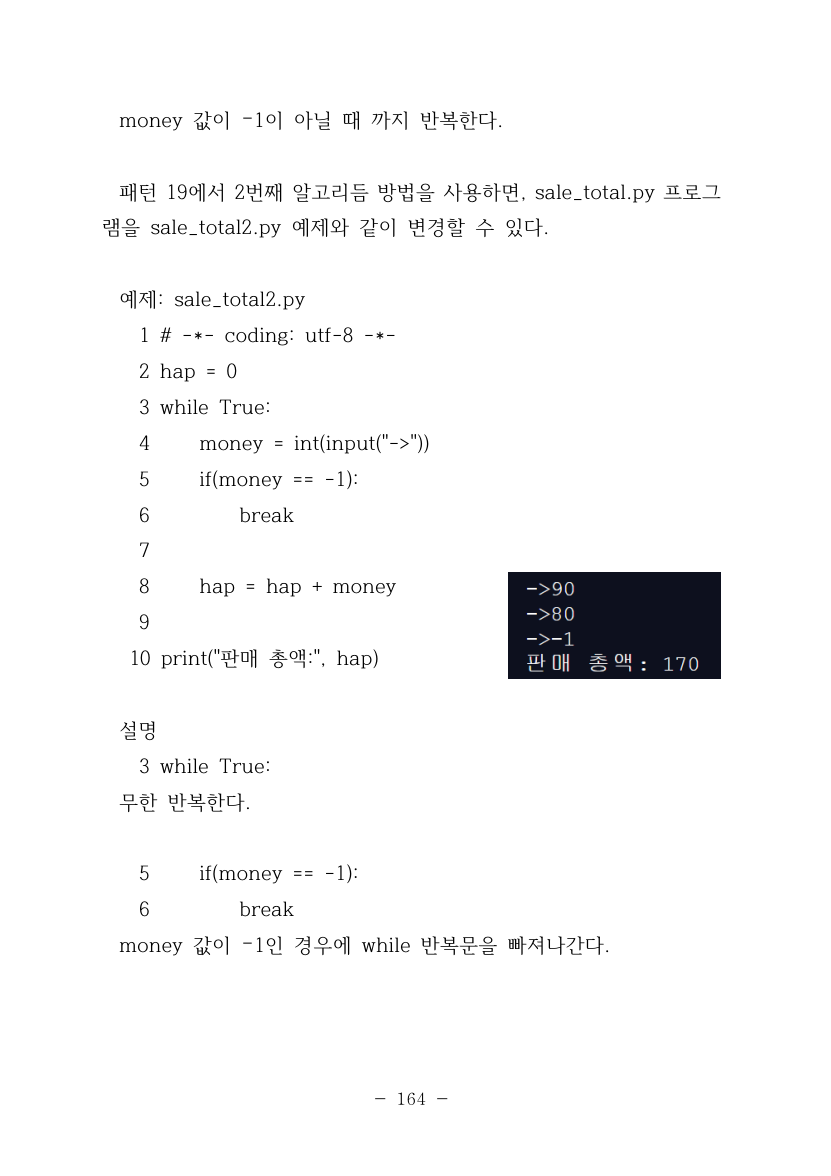 money 값이 -1이 아닐 때 까지 반복한다.
패턴 19에서 2번째 알고리듬 방법을 사용하면, sale_total.py 프로그
램을 sale_total2.py 예제와 같이 변경할 수 있다.
예제: sale_total2.py
1 # -*- coding: utf-8 -*-
2 hap = 0
3 while True:
4     money = int(input("->"))
5     if(money == -1):
6         break
7
8     hap = hap + money
9
10 print("판매 총액:", hap)
->90
->80
->-1
판매 총액: 170
설명
3 while True:
무한 반복한다.
5     if(money == -1):
6         break
money 값이 -1인 경우에 while 반복문을 빠져나간다.
- 164 -